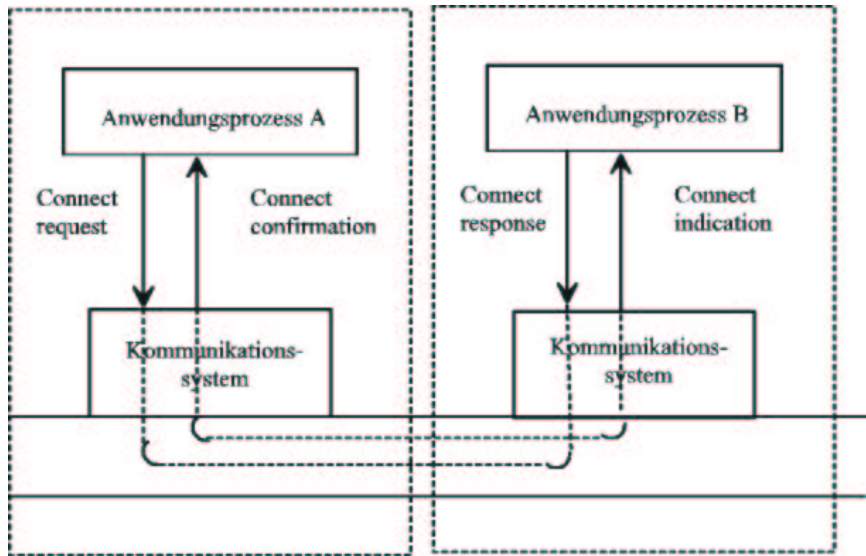 Anwendungsprozess A
Anwendungsprozess B
Connect
request
Connect
confirmation
Connect
response
Connect
indication
Kommunikations-
system
Kommunikations-
system